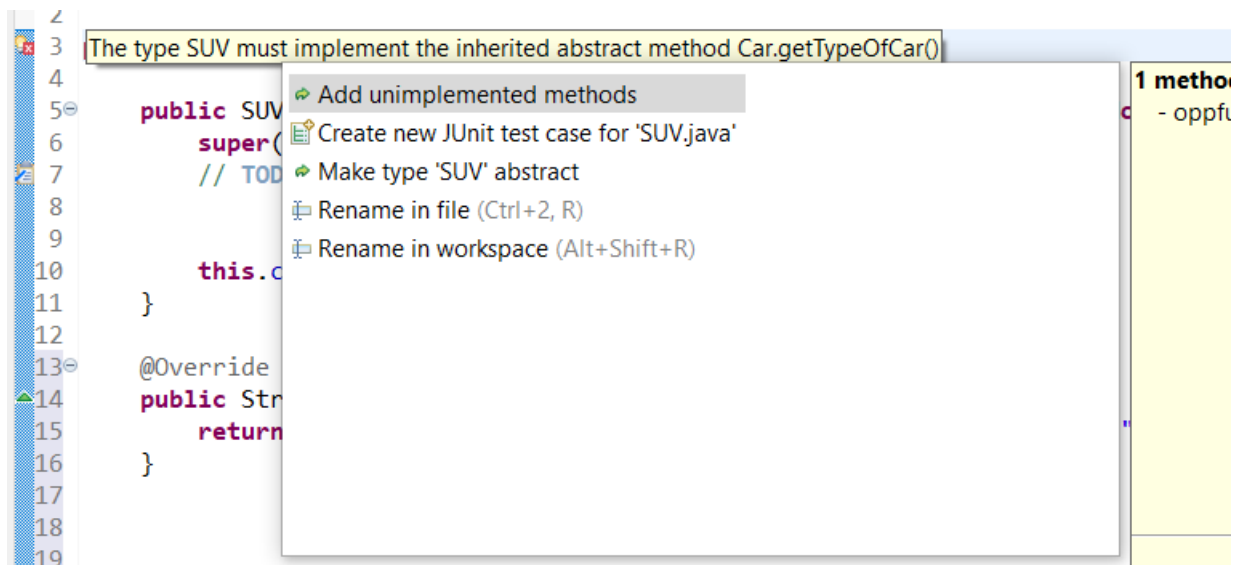 2
3 The type SUV must implement the inherited abstract method Car.getTypeOfCar()
4
5 public SUV
6 super(
7 // TOD
8
9
10 this.c
11 }
12
13 @Override
14 public Str
15 return "
16 }
17
18
19
Add unimplemented methods
Create new JUnit test case for 'SUV.java'
Make type 'SUV' abstract
Rename in file (Ctrl+2, R)
Rename in workspace (Alt+Shift+R)
1 metho
- oppfu